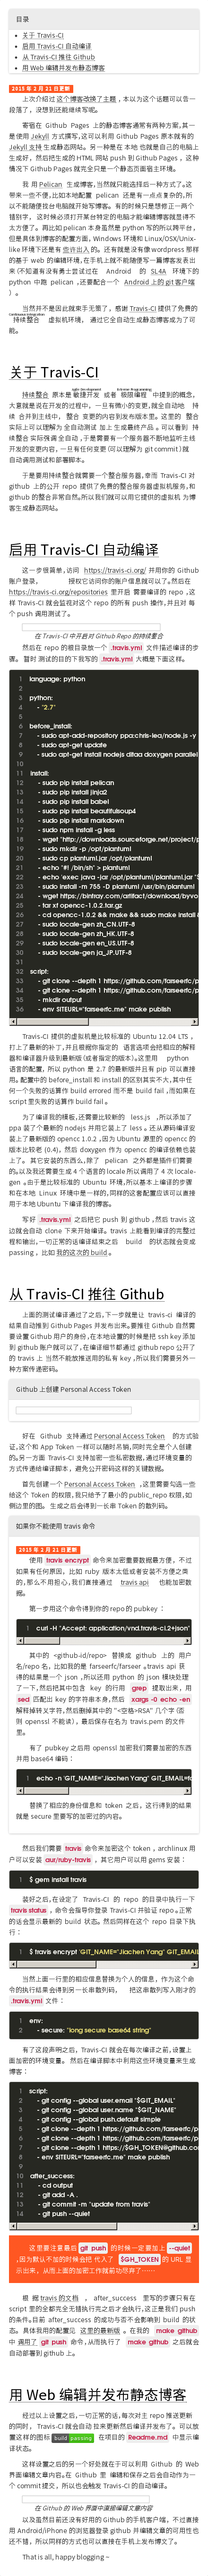 目录
关于 Travis-CI
启用 Travis-CI 自动编译
从 Travis-CI 推往 Github
用 Web 编辑并发布静态博客
2015 年 2 月 21 日更新
上次介绍过 这个博客改换了主题 ，本以为这个话题可以告一
段落了，没想到还能继续写呢。
寄宿在 Github Pages 上的静态博客通常有两种方案，其一
是使用 Jekyll 方式撰写，这可以利用 Github Pages 原本就有的
Jekyll 支持 生成静态网站。另一种是在 本地 也就是自己的电脑
上生成好，然后把生成的 HTML 网站 push 到 Github Pages ，这种
情况下 Github Pages 就完全只是一个静态页面宿主环境。
我 用 Pelican 生成博客，当然就只能选择后一种方式了。这
带来一些不便，比如本地配置 pelican 还是有一点点复杂的，所
以不能随便找台电脑就开始写博客。有的时候只是想修正一两个
错别字， 这时候必须打开某台特定的电脑才能编辑博客就显得不
太方便了。再比如 pelican 本身虽然是 python 写的所以跨平台，
但是具体到博客的配置方面， Windows 环境和 Linux/OSX/Unix-
like 环境下还是有 些许出入 的。还有就是没有像 wordpress 那样
的基于 web 的编辑环境，在手机上就不能随便写一篇博客发表出
来（不知道有没有勇士尝试过在 Android 的 SL4A 环境下的
python 中跑 pelican ，还要配合一个 Android 上的 git 客户端
）。
当然并不是因此就束手无策了，感谢 Travis-CI 提供了免费的
Continuous Integration
持续整合 虚拟机环境， 通过它全自动生成静态博客成为了可
能。
关于 Travis-CI
持续整合 原本是 敏捷开发 或者 极限编程 中提到的概念，
大意就是说在开发的过程中， 一旦有微小的变更，就全自动地 持
续 合并到主线中， 整合 变更的内容到发布版本里。 这里的 整合
实际上可以理解为 全自动测试 加上 生成最终产品 。可以看到 持
续整合 实际强调 全自动 ，于是需要有一个服务器不断地监听主线
开发的变更内容，一旦有任何变更（可以理解为 git commit ）就
自动调用测试和部署脚本。
于是要用持续整合就需要一个整合服务器，幸而 Travis-CI 对
github 上的公开 repo 提供了免费的整合服务器虚拟机服务，和
github 的整合非常自然。所以我们就可以用它提供的虚拟机 为博
客生成静态网站。
启用 Travis-CI 自动编译
这一步很简单，访问 https://travis-ci.org/ 并用你的 Github
账户登录， 授权它访问你的账户信息就可以了。然后在
https://travis-ci.org/repositories 里开启 需要编译的 repo ，这
样 Travis-CI 就会监视对这个 repo 的所有 push 操作，并且对 每
个 push 调用测试了。
在 Travis-CI 中开启对 Github Repo 的持续整合
然后在 repo 的根目录放一个 .travis.yml 文件描述编译的步
骤。 暂时 测试的目的下我写的 .travis.yml 大概是下面这样。
1 language: python
2
3 python:
4 - "2.7"
5
6 before_install:
7 - sudo apt-add-repository ppa:chris-lea/node.js -y
8 - sudo apt-get update
9 - sudo apt-get install nodejs ditaa doxygen parallel
10
11 install:
12 - sudo pip install pelican
13 - sudo pip install jinja2
14 - sudo pip install babel
15 - sudo pip install beautifulsoup4
16 - sudo pip install markdown
17 - sudo npm install -g less
18 - wget "http://downloads.sourceforge.net/project/p
19 - sudo mkdir -p /opt/plantuml
20 - sudo cp plantuml.jar /opt/plantuml
21 - echo "#! /bin/sh" > plantuml
22 - echo 'exec java -jar /opt/plantuml/plantuml.jar "$
23 - sudo install -m 755 -D plantuml /usr/bin/plantuml
24 - wget https://bintray.com/artifact/download/byvo
25 - tar xf opencc-1.0.2.tar.gz
26 - cd opencc-1.0.2 && make && sudo make install &
27 - sudo locale-gen zh_CN.UTF-8
28 - sudo locale-gen zh_HK.UTF-8
29 - sudo locale-gen en_US.UTF-8
30 - sudo locale-gen ja_JP.UTF-8
31
32 script:
33 - git clone --depth 1 https://github.com/farseerfc/p
34 - git clone --depth 1 https://github.com/farseerfc/p
35 - mkdir output
36 - env SITEURL="farseerfc.me" make publish
Travis-CI 提供的虚拟机是比较标准的 Ubuntu 12.04 LTS ，
打上了最新的补丁，并且根据你指定的 语言选项会把相应的解释
器和编译器升级到最新版（或者指定的版本）。这里用 python
语言的配置，所以 python 是 2.7 的最新版并且有 pip 可以直接
用。配置中的 before_install 和 install 的区别其实不大，其中任
何一个失败的话算作 build errored 而不是 build fail ，而如果在
script 里失败的话算作 build fail 。
为了编译我的模板，还需要比较新的 less.js ，所以添加了
ppa 装了个最新的 nodejs 并用它装上了 less 。还从源码编译安
装上了最新版的 opencc 1.0.2 ，因为 Ubuntu 源里的 opencc 的
版本比较老 (0.4)， 然后 doxygen 作为 opencc 的编译依赖也装
上了。 其它安装的东西么，除了 pelican 之外都是插件们需要
的。以及我还需要生成 4 个语言的 locale 所以调用了 4 次 locale-
gen 。由于是比较标准的 Ubuntu 环境，所以基本上编译的步骤
和在本地 Linux 环境中是一样的，同样的这套配置应该可以直接
用于本地 Ubuntu 下编译我的博客。
写好 .travis.yml 之后把它 push 到 github ，然后 travis 这
边就会自动 clone 下来开始编译。 travis 上能看到编译的完整过
程和输出，一切正常的话编译结束之后 build 的状态就会变成
passing ，比如 我的这次的 build 。
从 Travis-CI 推往 Github
上面的测试编译通过了之后，下一步就是让 travis-ci 编译的
结果自动推到 Github Pages 并发布出来。要推往 Github 自然需
要设置 Github 用户的身份，在本地设置的时候是把 ssh key 添加
到 github 账户就可以了，在编译细节都通过 github repo 公开了
的 travis 上 当然不能放推送用的私有 key ，所以我们需要另外一
种方案传递密码。
Github 上创建 Personal Access Token
好在 Github 支持通过 Personal Access Token 的方式验
证，这个和 App Token 一样可以随时吊销，同时完全是个人创建
的。另一方面 Travis-CI 支持加密一些私密数据，通过环境变量的
方式传递给编译脚本，避免公开密码这样的关键数据。
首先创建一个 Personal Access Token ，这里需要勾选一些
给这个 Token 的权限，我只给予了最小的 public_repo 权限，如
侧边里的图。 生成之后会得到一长串 Token 的散列码。
如果你不能使用 travis 命令
2015 年 2 月 21 日更新
使用 travis encrypt 命令来加密重要数据最方便，不过
如果有任何原因， 比如 ruby 版本太低或者安装不方便之类
的，那么不用担心，我们直接通过 travis api 也能加密数
据。
第一步用这个命令得到你的 repo 的 pubkey ：
1 curl -H "Accept: application/vnd.travis-ci.2+json"
其中的 <github-id/repo> 替换成 github 上的 用户
名/repo 名， 比如我的是 farseerfc/farseer 。travis api 获
得的结果是一个 json ，所以还用 python 的 json 模块处理
了一下，然后把其中包含 key 的行用 grep 提取出来，用
sed 匹配出 key 的字符串本身，然后 xargs -0 echo -en
解释掉转义字符，然后删掉其中的 "<空格>RSA" 几个字（否
则 openssl 不能读），最后保存在名为 travis.pem 的文件
里。
有了 pubkey 之后用 openssl 加密我们需要加密的东西
并用 base64 编码：
1 echo -n 'GIT_NAME="Jiachen Yang" GIT_EMAIL=fa
替换了相应的身份信息和 token 之后，这行得到的结果
就是 secure 里要写的加密过的内容。
然后我们需要 travis 命令来加密这个 token ， archlinux 用
户可以安装 aur/ruby-travis ，其它用户可以用 gems 安装：
1 $ gem install travis
装好之后，在设定了 Travis-CI 的 repo 的目录中执行一下
travis status ，命令会指导你登录 Travis-CI 并验证 repo 。正常
的话会显示最新的 build 状态。然后同样在这个 repo 目录下执
行：
1 $ travis encrypt 'GIT_NAME="Jiachen Yang" GIT_EMAIL
当然上面一行里的相应信息替换为个人的信息，作为这个命
令的执行结果会得到另一长串散列码， 把这串散列写入刚才的
.travis.yml 文件：
1 env:
2 - secure: "long secure base64 string"
有了这段声明之后， Travis-CI 就会在每次编译之前，设置上
面加密的环境变量。 然后在编译脚本中利用这些环境变量来生成
博客：
1 script:
2 - git config --global user.email "$GIT_EMAIL"
3 - git config --global user.name "$GIT_NAME"
4 - git config --global push.default simple
5 - git clone --depth 1 https://github.com/farseerfc/p
6 - git clone --depth 1 https://github.com/farseerfc/p
7 - git clone --depth 1 https://$GH_TOKEN@github.co
8 - env SITEURL="farseerfc.me" make publish
9
10 after_success:
11 - cd output
12 - git add -A .
13 - git commit -m "update from travis"
14 - git push --quiet
这里要注意最后 git push 的时候一定要加上 --quiet
，因为默认不加的时候会把 代入了 $GH_TOKEN 的 URL 显
示出来，从而上面的加密工作就前功尽弃了……
根据 travis 的文档 ， after_success 里写的步骤只有在
script 里的全都完全无错执行完之后才会执行，这正是我们 push
的条件。目前 after_success 的成功与否不会影响到 build 的状
态。具体我用的配置见 这里的最新版 。在我的 make github
中 调用了 git push 命令，从而执行了 make github 之后就会
自动部署到 github 上。
用 Web 编辑并发布静态博客
经过以上设置之后，一切正常的话，每次对主 repo 推送更新
的同时， Travis-CI 就会自动 拉来更新然后编译并发布了。可以放
置这样的图标 build passing 在项目的 Readme.md 中显示编
译状态。
这样设置之后的另一个好处就在于可以利用 Github 的 Web
界面编辑文章内容。在 Github 里 编辑和保存之后会自动作为一
个 commit 提交，所以也会触发 Travis-CI 的自动编译。
在 Github 的 Web 界面中直接编辑文章内容
以及虽然目前还没有好用的 Github 的手机客户端，不过直接
用 Android/iPhone 的浏览器登录 github 并编辑文章的可用性也
还不错，所以同样的方式也可以直接在手机上发布博文了。
That is all, happy blogging ~